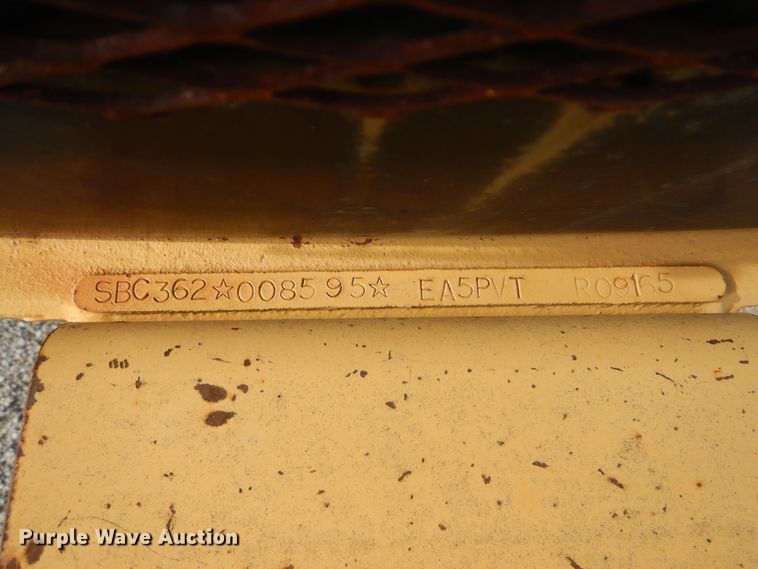 SBC362☆008595☆ EA5PVT R09165
Purple Wave Auction